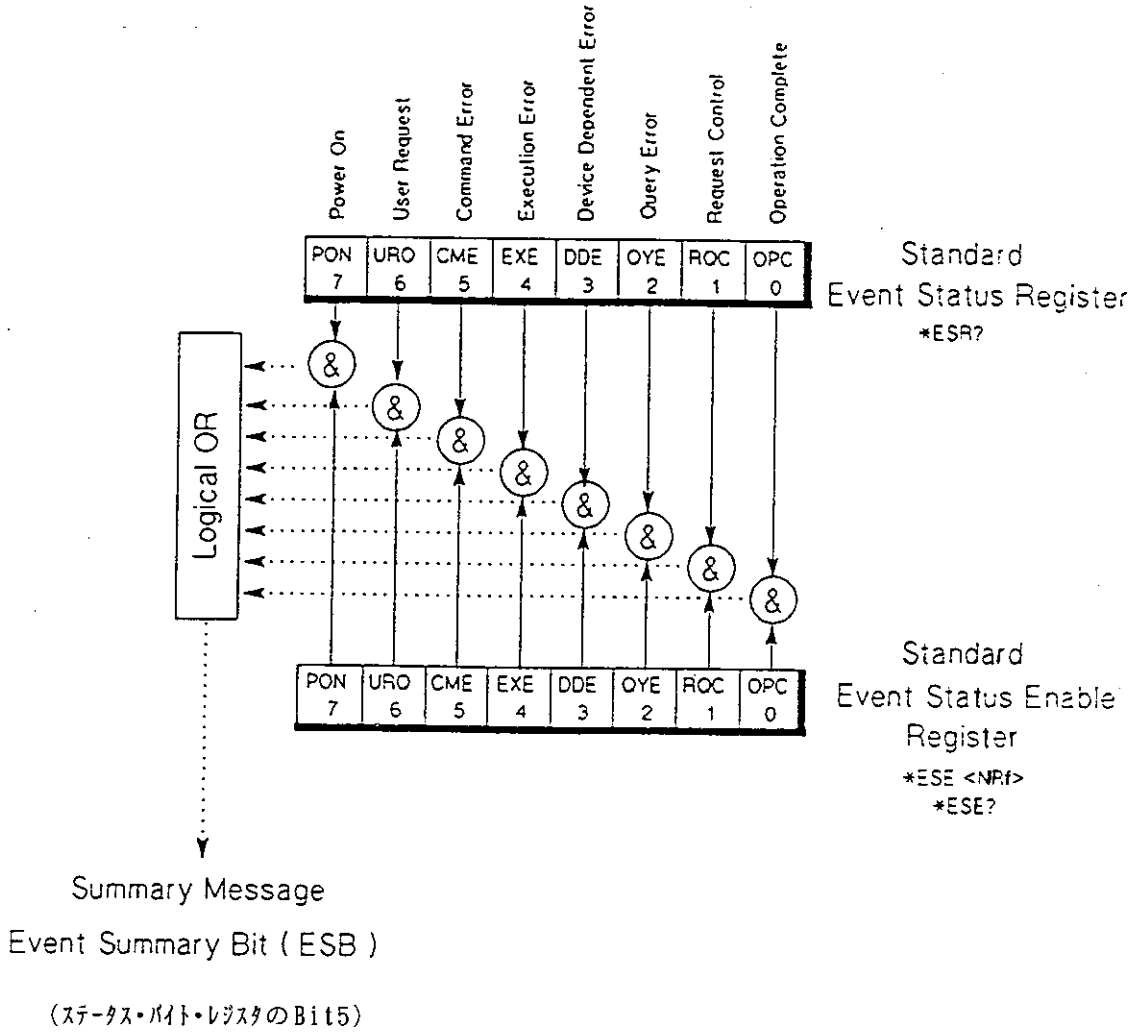 Power On
User Request
Command Error
Execution Error
Device Dependent Error
Query Error
Request Control
Operation Complete
PON URQ CME EXE DDE QYE RQC OPC
7 6 5 4 3 2 1 0
Standard
Event Status Register
*ESR?
& & & & & & & &
Logical OR
PON URQ CME EXE DDE QYE RQC OPC
7 6 5 4 3 2 1 0
Standard
Event Status Enable
Register
*ESE <NRf>
*ESE?
Summary Message
Event Summary Bit ( ESB )
(ステータス・バイト・レジスタのBit5)